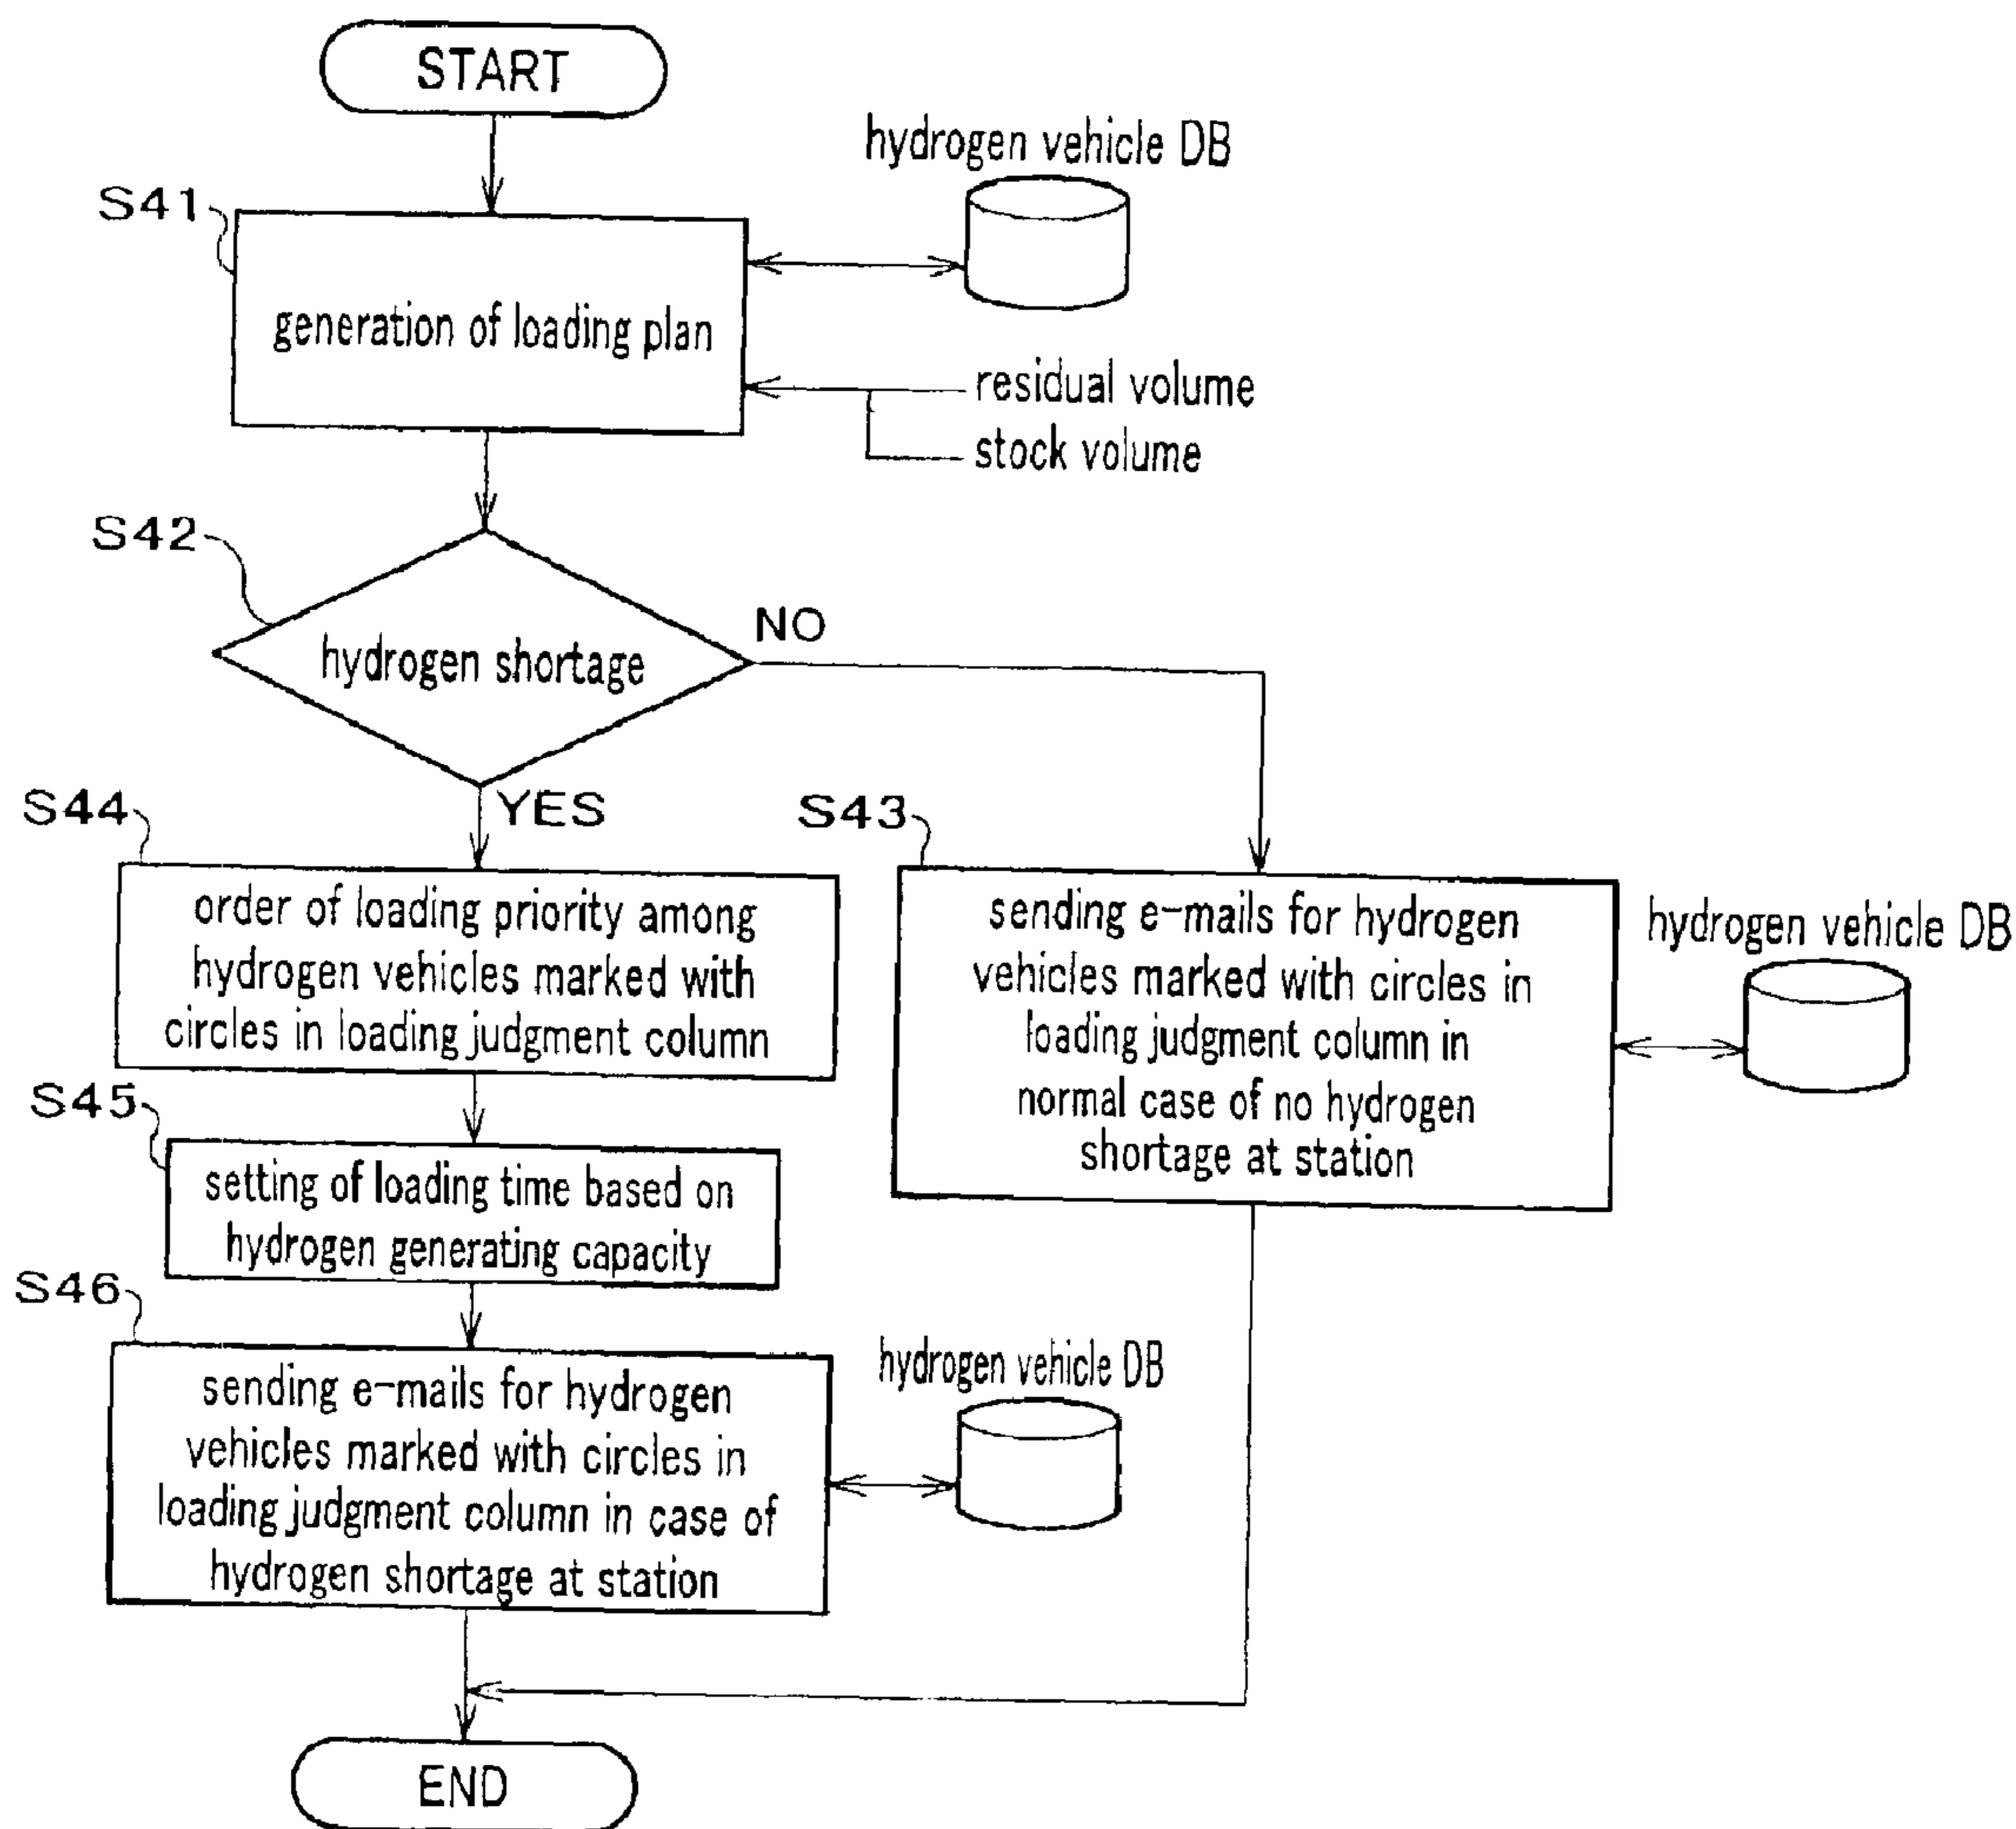 START
hydrogen vehicle DB
S41
generation of loading plan
residual volume
stock volume
S42
hydrogen shortage
NO
YES
S44
order of loading priority among
hydrogen vehicles marked with
circles in loading judgment column
S43
sending e-mails for hydrogen
vehicles marked with circles in
loading judgment column in
normal case of no hydrogen
shortage at station
hydrogen vehicle DB
S45
setting of loading time based on
hydrogen generating capacity
S46
sending e-mails for hydrogen
vehicles marked with circles in
loading judgment column in case of
hydrogen shortage at station
hydrogen vehicle DB
END